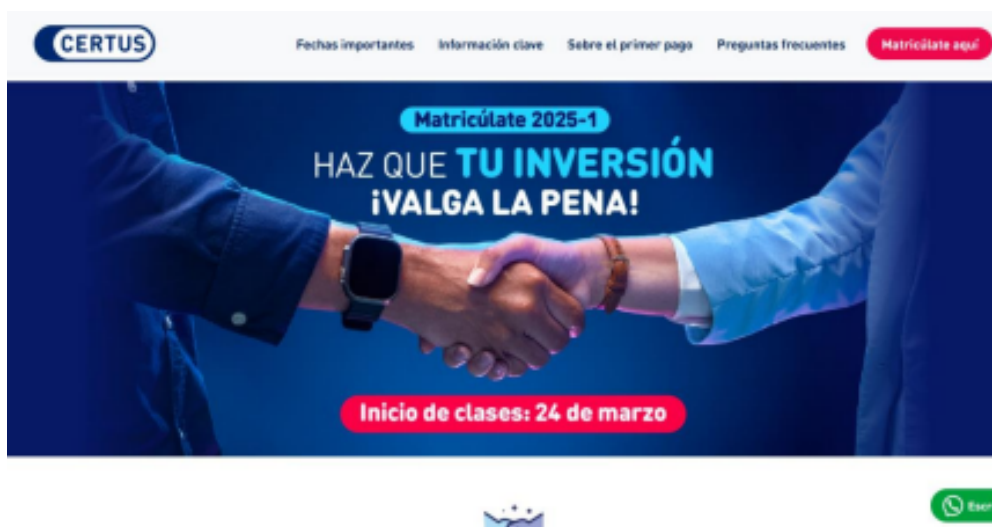 CERTUS
Fechas importantes Información clave Sobre el primer pago Preguntas frecuentes Matricúlate aquí
Matricúlate 2025-1
HAZ QUE TU INVERSIÓN
¡VALGA LA PENA!
Inicio de clases: 24 de marzo